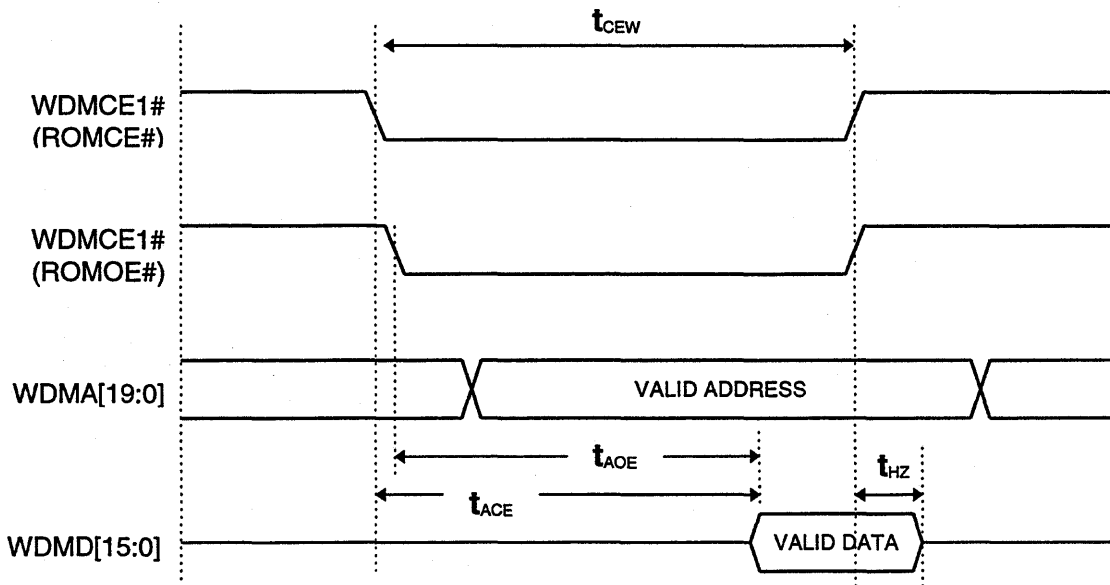 tCEW
WDMCE1#
(ROMCE#)
WDMCE1#
(ROMOE#)
WDMA[19:0]
VALID ADDRESS
tAOE
tHZ
tACE
WDMD[15:0]
VALID DATA